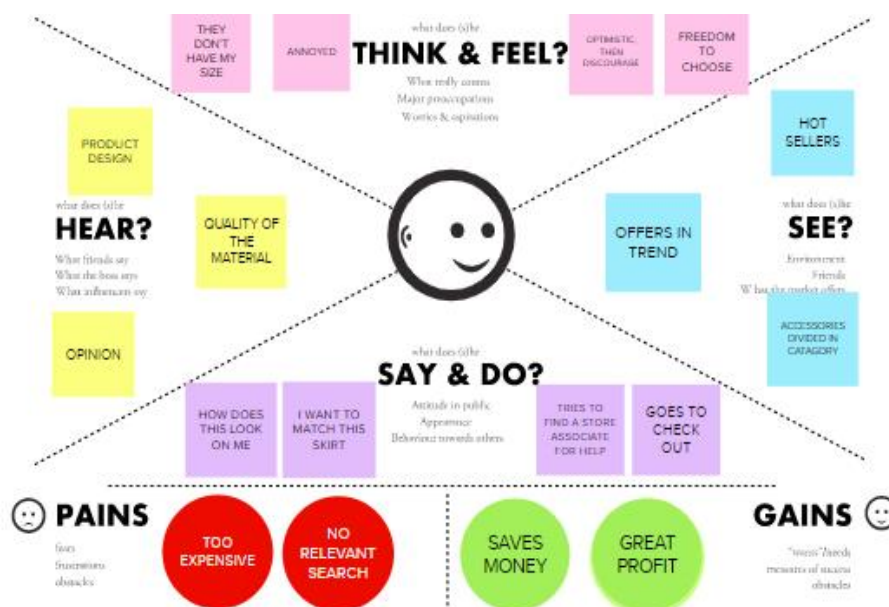 what does (s)he
THINK & FEEL?
What really counts
Major preoccupations
Worries & aspirations
THEY
DON'T
HAVE MY
SIZE
ANNOYED
OPTIMISTIC,
THEN
DISCOURAGE
FREEDOM
TO
CHOOSE
PRODUCT
DESIGN
what does (s)he
HEAR?
What friends say
What the boss says
What influencers say
QUALITY OF
THE
MATERIAL
OPINION
HOT
SELLERS
what does (s)he
SEE?
Environment
Friends
What the market offers
OFFERS IN
TREND
ACCESSORIES
DIVIDED IN
CATAGORY
what does (s)he
SAY & DO?
Attitude in public
Appearance
Behaviour towards others
HOW DOES
THIS LOOK
ON ME
I WANT TO
MATCH THIS
SKIRT
TRIES TO
FIND A STORE
ASSOCIATE
FOR HELP
GOES TO
CHECK
OUT
PAINS
fears
frustrations
obstacles
TOO
EXPENSIVE
NO
RELEVANT
SEARCH
SAVES
MONEY
GREAT
PROFIT
GAINS
"wants"/needs
measures of success
obstacles